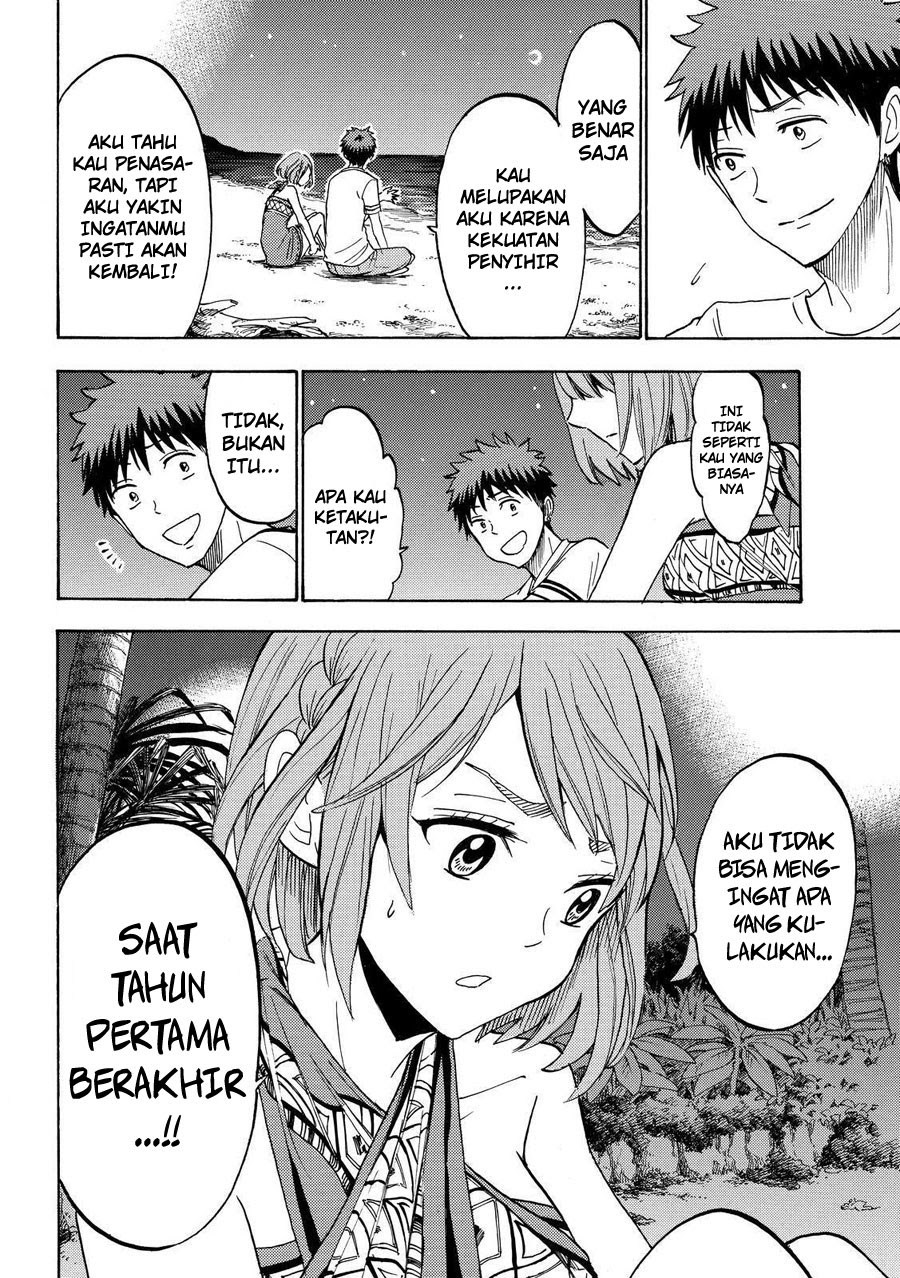 YANG
BENAR
SAJA
KAU
MELUPAKAN
AKU KARENA
KEKUATAN
PENYIHIR
...
AKU TAHU
KAU PENASA-
RAN, TAPI
AKU YAKIN
INGATANMU
PASTI AKAN
KEMBALI!
INI
TIDAK
SEPERTI
KAU YANG
BIASA-
NYA
APA KAU
KETAKU-
TAN?!
TIDAK,
BUKAN
ITU...
AKU TIDAK
BISA MENG-
INGAT APA
YANG KU-
LAKUKAN...
SAAT
TAHUN
PERTAMA
BERAKHIR
...!!